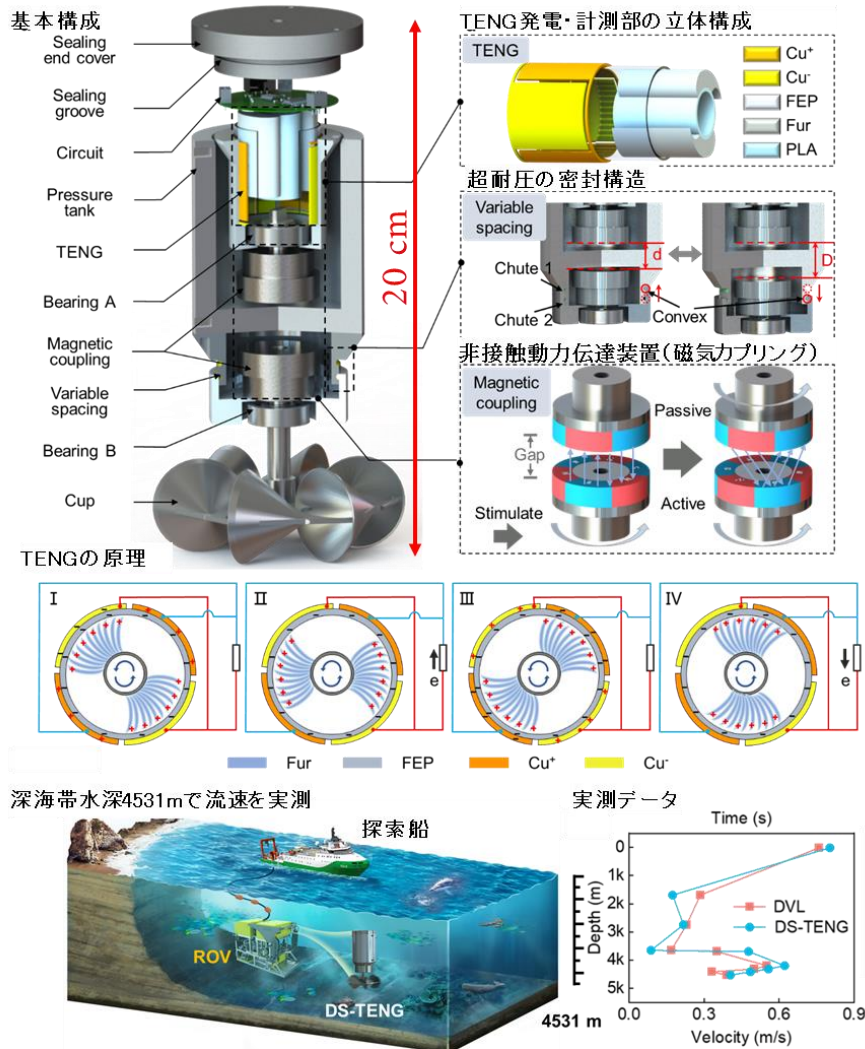 基本構成
Sealing
end cover
Sealing
groove
Circuit
Pressure
tank
TENG
Bearing A
Magnetic
coupling
Variable
spacing
Bearing B
Cup
20 cm
TENG発電・計測部の立体構成
TENG
Cu⁺
Cu⁻
FEP
Fur
PLA
超耐圧の密封構造
Variable
spacing
d
D
Chute 1
Chute 2
Convex
非接触動力伝達装置(磁気カプリング)
Magnetic
coupling
Passive
Gap
Active
Stimulate
TENGの原理
I
II
III
IV
e
e
Fur
FEP
Cu⁺
Cu⁻
深海帯水深4531mで流速を実測
探索船
ROV
DS-TENG
4531 m
実測データ
Time (s)
Depth (m)
0
1k
2k
3k
4k
5k
DVL
DS-TENG
0.0
0.3
0.6
0.9
Velocity (m/s)